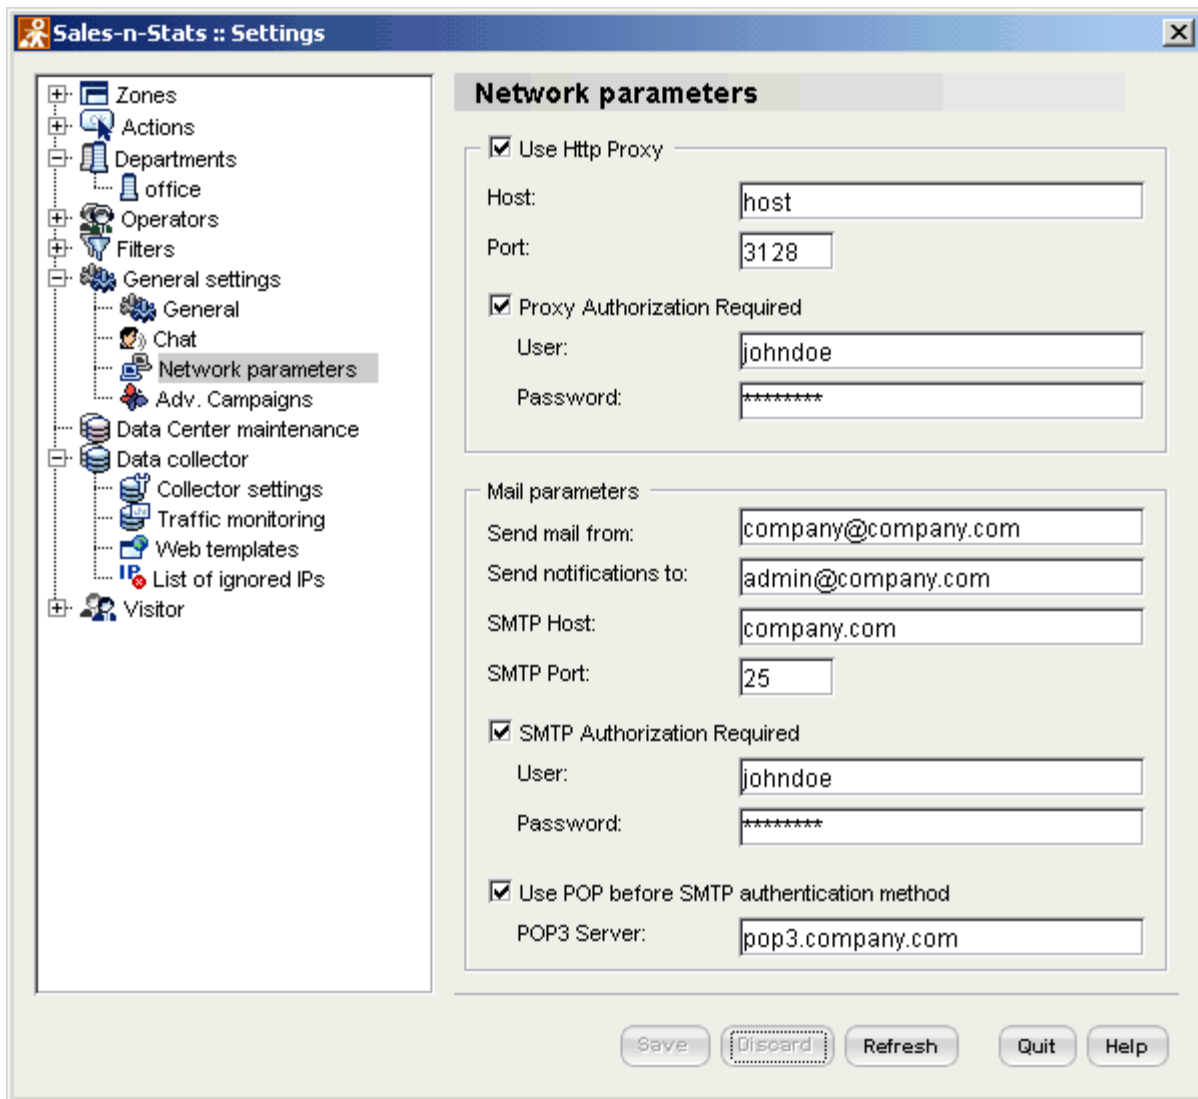 Sales-n-Stats :: Settings
Zones
Actions
Departments
office
Operators
Filters
General settings
General
Chat
Network parameters
Adv. Campaigns
Data Center maintenance
Data collector
Collector settings
Traffic monitoring
Web templates
IP List of ignored IPs
Visitor
Network parameters
Use Http Proxy
Host: host
Port: 3128
Proxy Authorization Required
User: johndoe
Password: ********
Mail parameters
Send mail from: company@company.com
Send notifications to: admin@company.com
SMTP Host: company.com
SMTP Port: 25
SMTP Authorization Required
User: johndoe
Password: ********
Use POP before SMTP authentication method
POP3 Server: pop3.company.com
Save Discard Refresh Quit Help